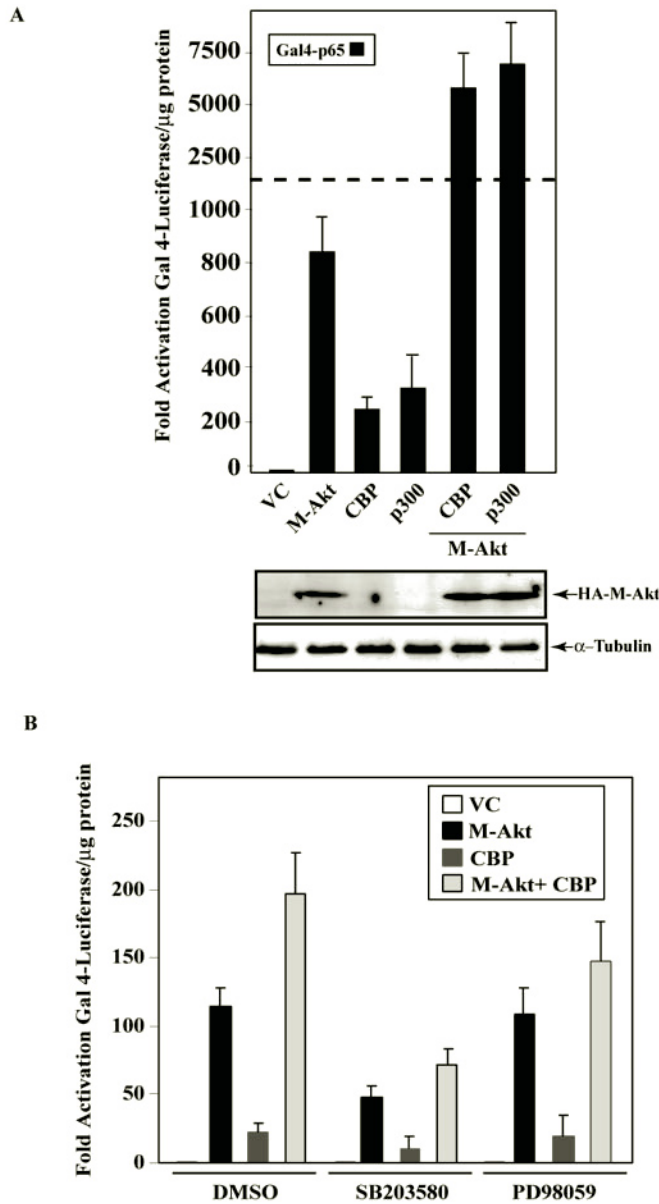 A
Fold Activation Gal 4-Luciferase/µg protein
Gal4-p65
7500
5000
2500
1000
800
600
400
200
0
VC
M-Akt
CBP
p300
CBP
p300
M-Akt
HA-M-Akt
α–Tubulin
B
Fold Activation Gal 4-Luciferase/µg protein
VC
M-Akt
CBP
M-Akt+ CBP
250
200
150
100
50
0
DMSO
SB203580
PD98059